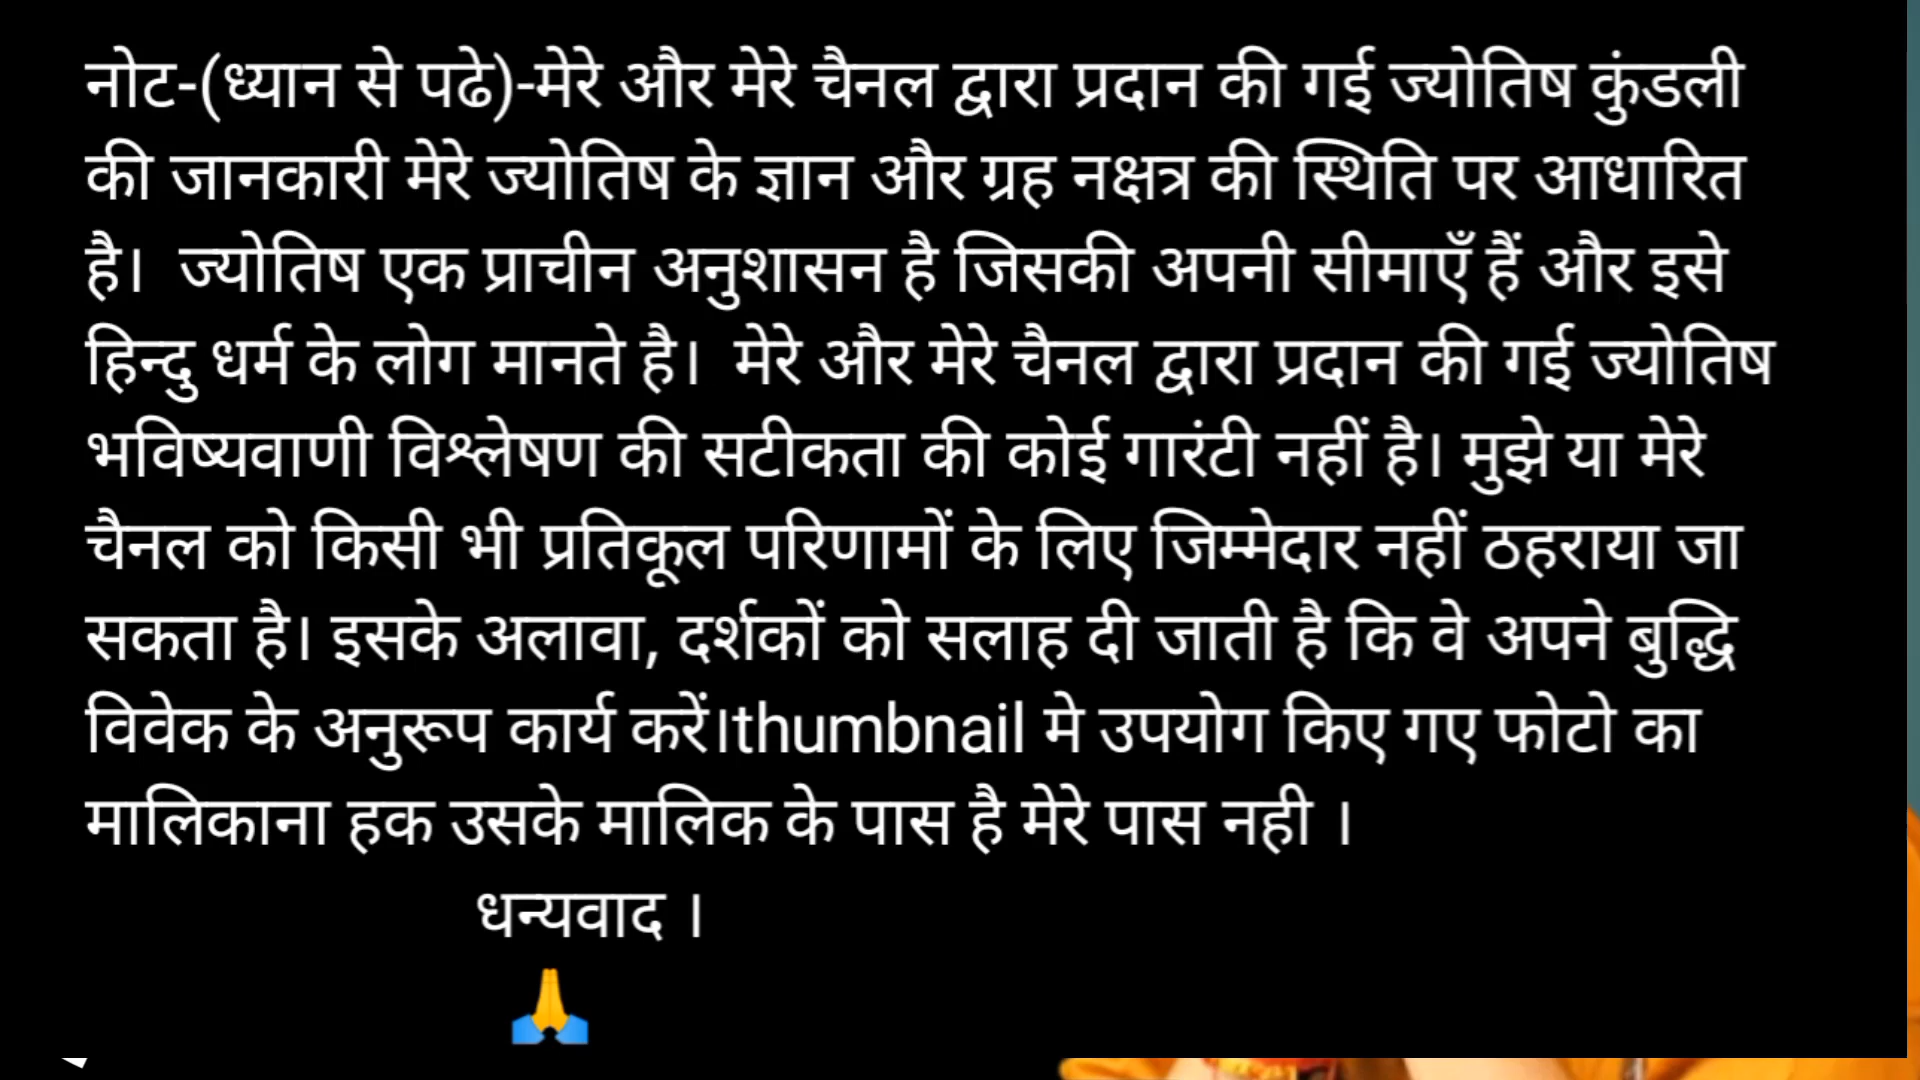 नोट-(ध्यान से पढे)-मेरे और मेरे चैनल द्वारा प्रदान की गई ज्योतिष कुंडली
की जानकारी मेरे ज्योतिष के ज्ञान और ग्रह नक्षत्र की स्थिति पर आधारित
है।  ज्योतिष एक प्राचीन अनुशासन है जिसकी अपनी सीमाएँ हैं और इसे
हिन्दु धर्म के लोग मानते है।  मेरे और मेरे चैनल द्वारा प्रदान की गई ज्योतिष
भविष्यवाणी विश्लेषण की सटीकता की कोई गारंटी नहीं है। मुझे या मेरे
चैनल को किसी भी प्रतिकूल परिणामों के लिए जिम्मेदार नहीं ठहराया जा
सकता है। इसके अलावा, दर्शकों को सलाह दी जाती है कि वे अपने बुद्धि
विवेक के अनुरूप कार्य करें।thumbnail मे उपयोग किए गए फोटो का
मालिकाना हक उसके मालिक के पास है मेरे पास नही ।
धन्यवाद ।
🙏